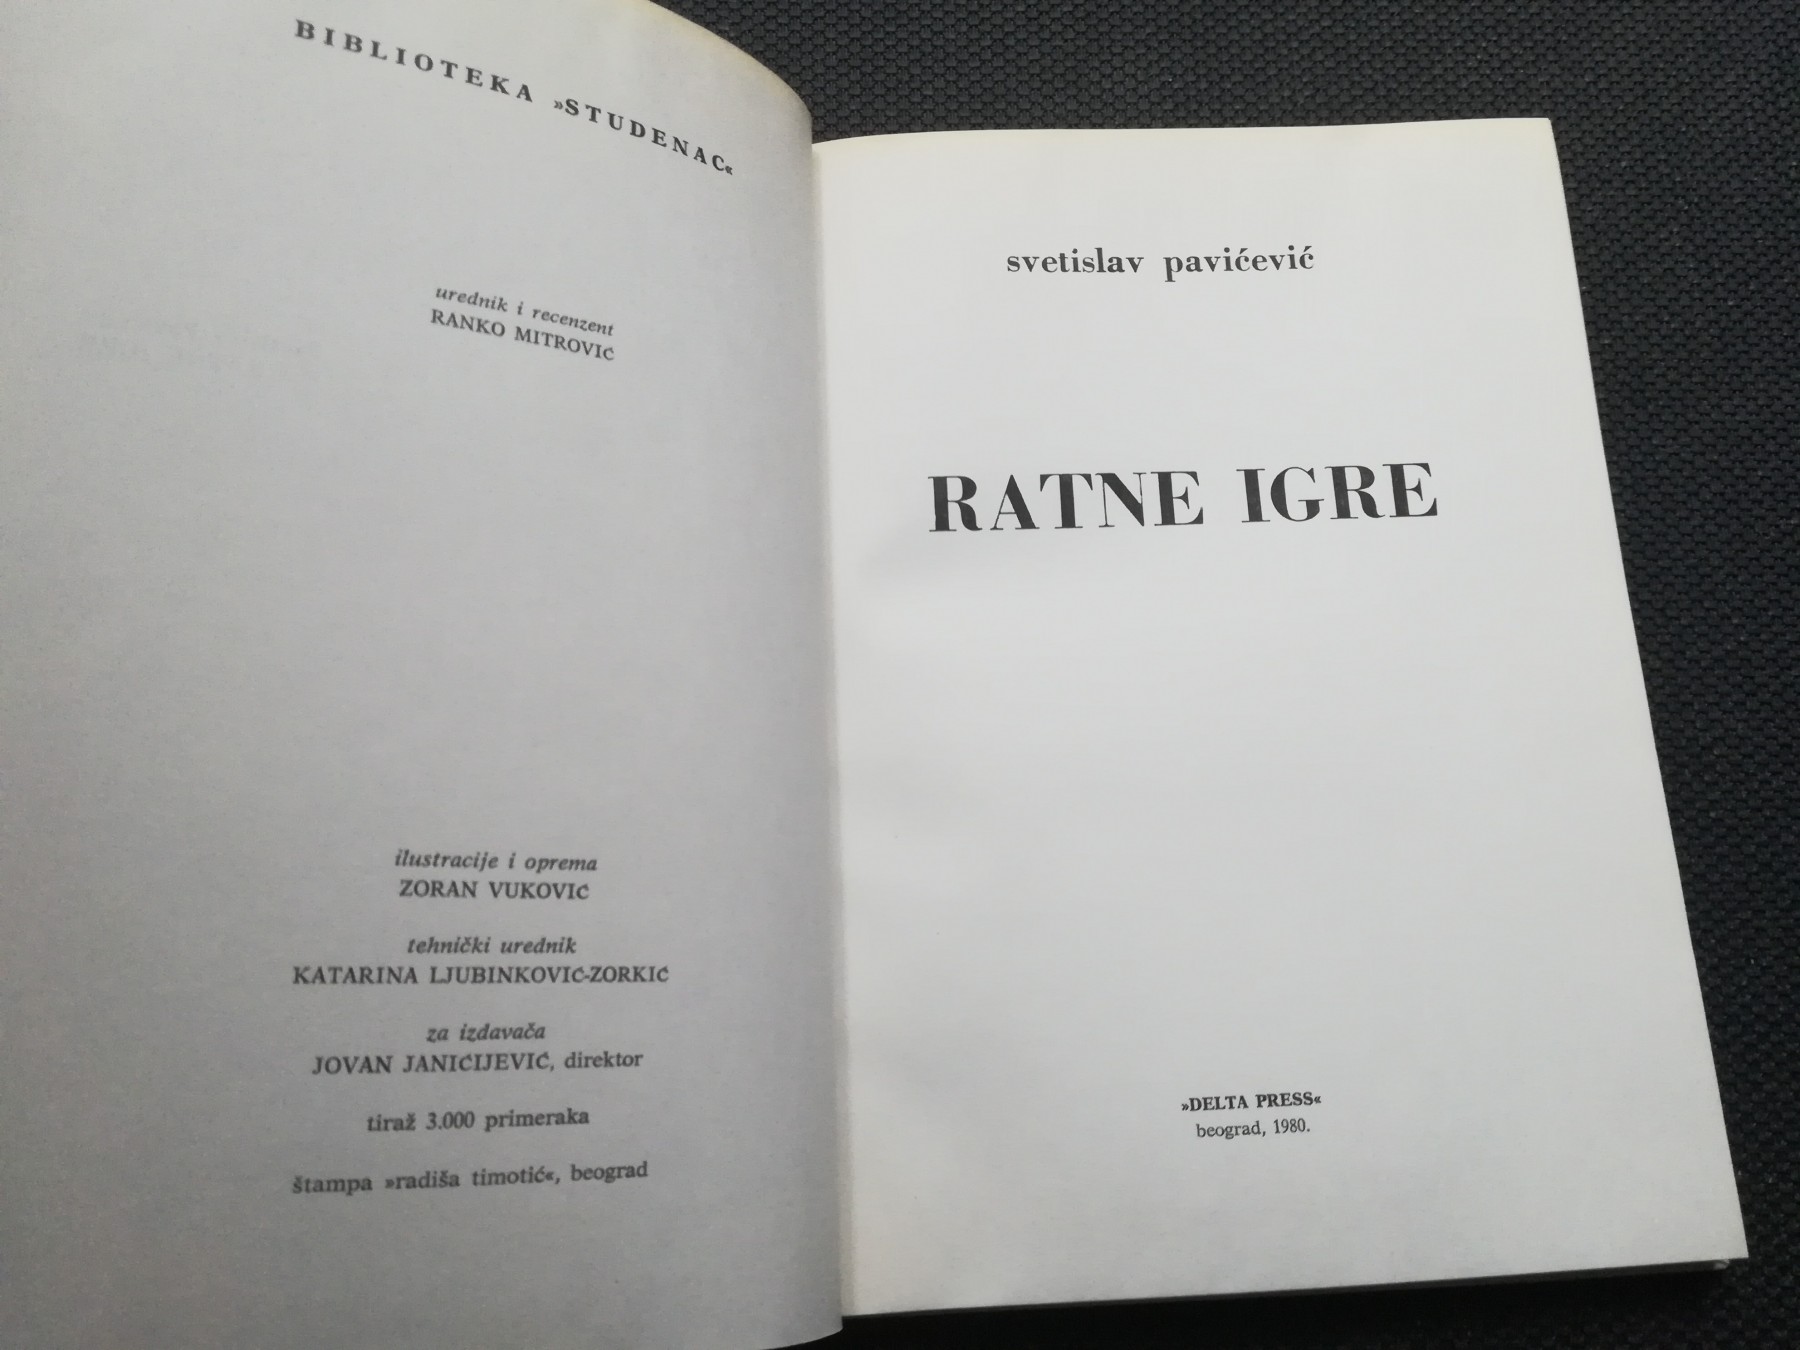 BIBLIOTEKA »STUDENAC«
urednik i recenzent
RANKO MITROVIĆ
ilustracije i oprema
ZORAN VUKOVIĆ
tehnički urednik
KATARINA LJUBINKOVIĆ-ZORKIĆ
za izdavača
JOVAN JANIĆIJEVIĆ, direktor
tiraž 3.000 primeraka
štampa »radiša timotić«, beograd
svetislav pavićević
RATNE IGRE
»DELTA PRESS«
beograd, 1980.